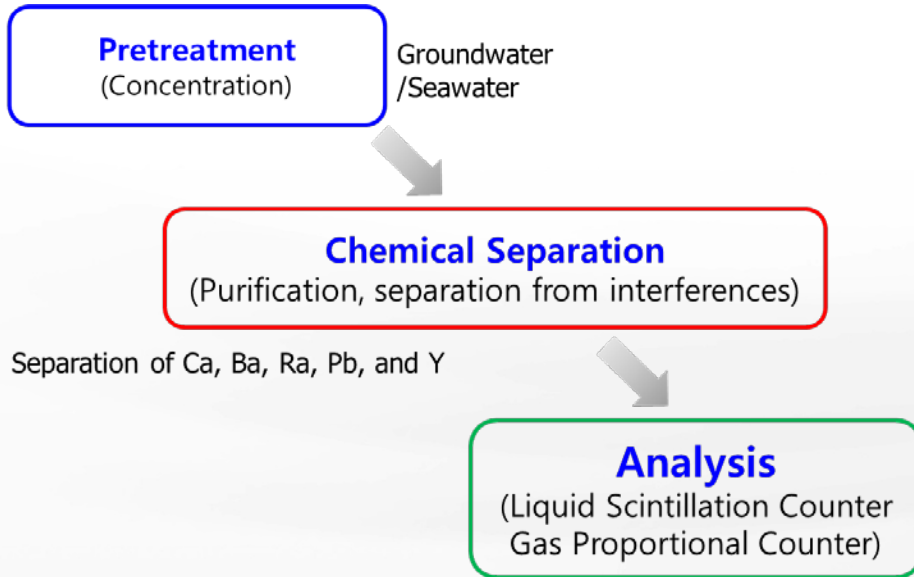 Pretreatment
(Concentration)
Groundwater
/Seawater
Chemical Separation
(Purification, separation from interferences)
Separation of Ca, Ba, Ra, Pb, and Y
Analysis
(Liquid Scintillation Counter
Gas Proportional Counter)